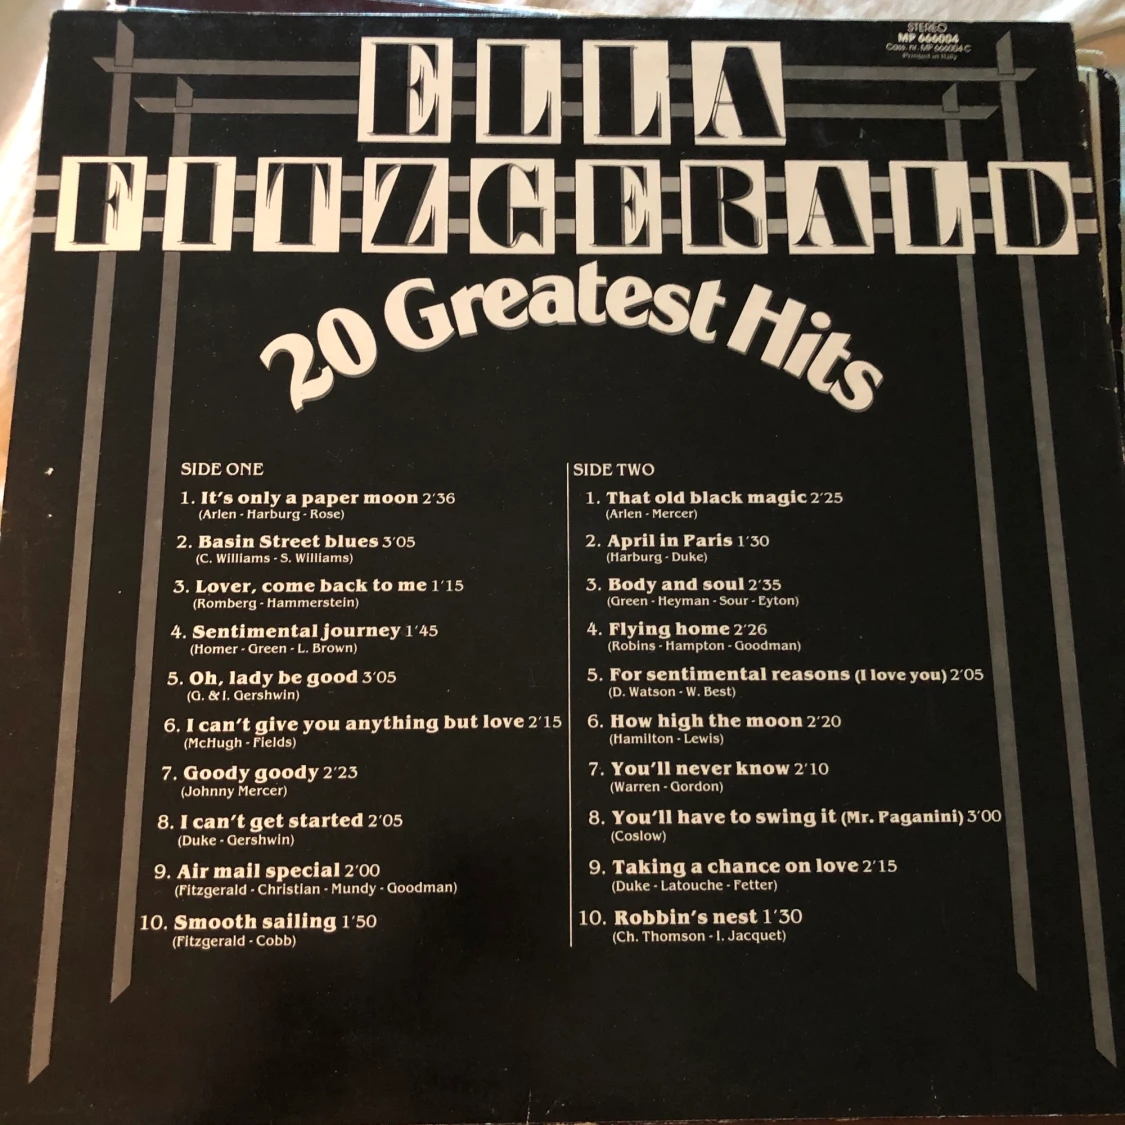 STEREO
MP 666004
Cass. nr. MP 666004 C
Printed in Italy
ELLA
FITZGERALD
20 Greatest Hits
SIDE ONE
1. It's only a paper moon 2'36
(Arlen - Harburg - Rose)
2. Basin Street blues 3'05
(C. Williams - S. Williams)
3. Lover, come back to me 1'15
(Romberg - Hammerstein)
4. Sentimental journey 1'45
(Homer - Green - L. Brown)
5. Oh, lady be good 3'05
(G. & I. Gershwin)
6. I can't give you anything but love 2'15
(McHugh - Fields)
7. Goody goody 2'23
(Johnny Mercer)
8. I can't get started 2'05
(Duke - Gershwin)
9. Air mail special 2'00
(Fitzgerald - Christian - Mundy - Goodman)
10. Smooth sailing 1'50
(Fitzgerald - Cobb)
SIDE TWO
1. That old black magic 2'25
(Arlen - Mercer)
2. April in Paris 1'30
(Harburg - Duke)
3. Body and soul 2'35
(Green - Heyman - Sour - Eyton)
4. Flying home 2'26
(Robins - Hampton - Goodman)
5. For sentimental reasons (I love you) 2'05
(D. Watson - W. Best)
6. How high the moon 2'20
(Hamilton - Lewis)
7. You'll never know 2'10
(Warren - Gordon)
8. You'll have to swing it (Mr. Paganini) 3'00
(Coslow)
9. Taking a chance on love 2'15
(Duke - Latouche - Fetter)
10. Robbin's nest 1'30
(Ch. Thomson - I. Jacquet)